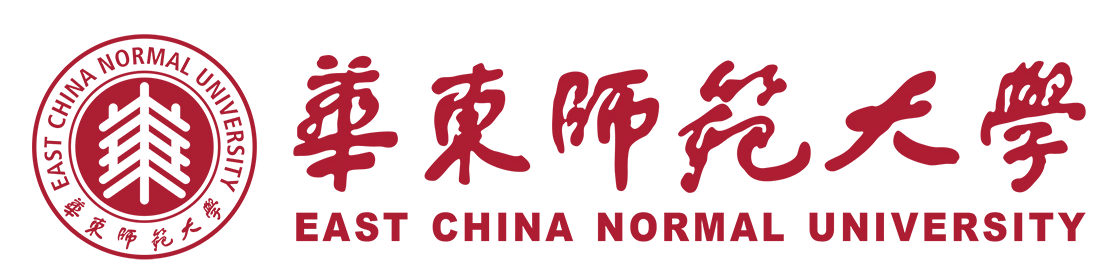 EAST CHINA NORMAL UNIVERSITY
華東師範大學
華東師範大學
EAST CHINA NORMAL UNIVERSITY